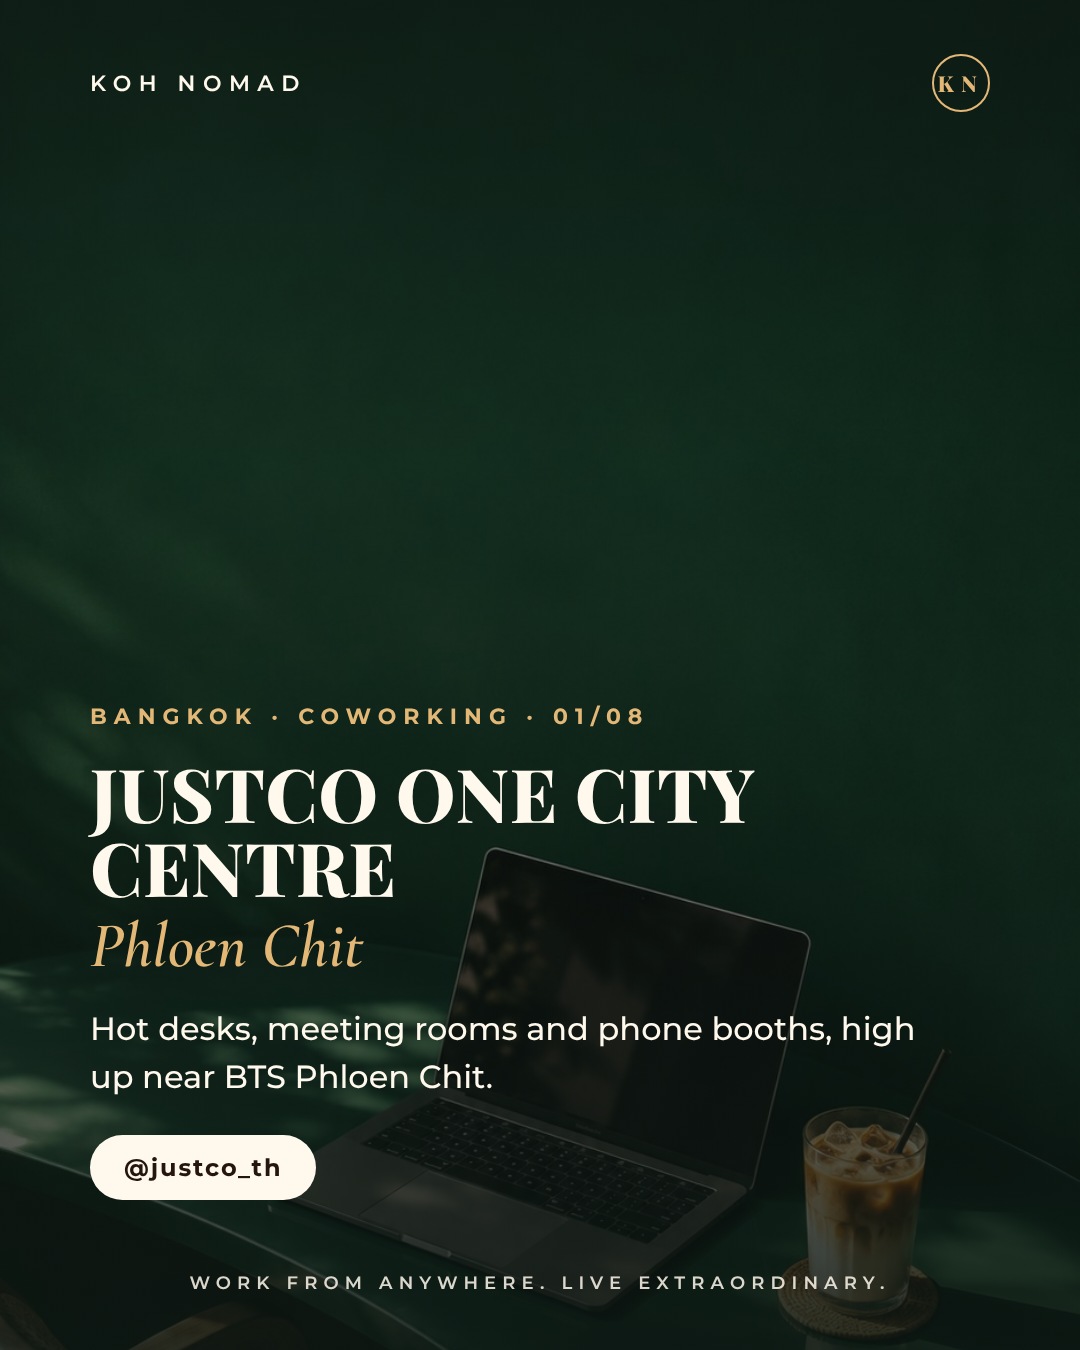 KOH NOMAD
KN
BANGKOK · COWORKING · 01/08
JUSTCO ONE CITY
CENTRE
Phloen Chit
Hot desks, meeting rooms and phone booths, high
up near BTS Phloen Chit.
@justco_th
WORK FROM ANYWHERE. LIVE EXTRAORDINARY.